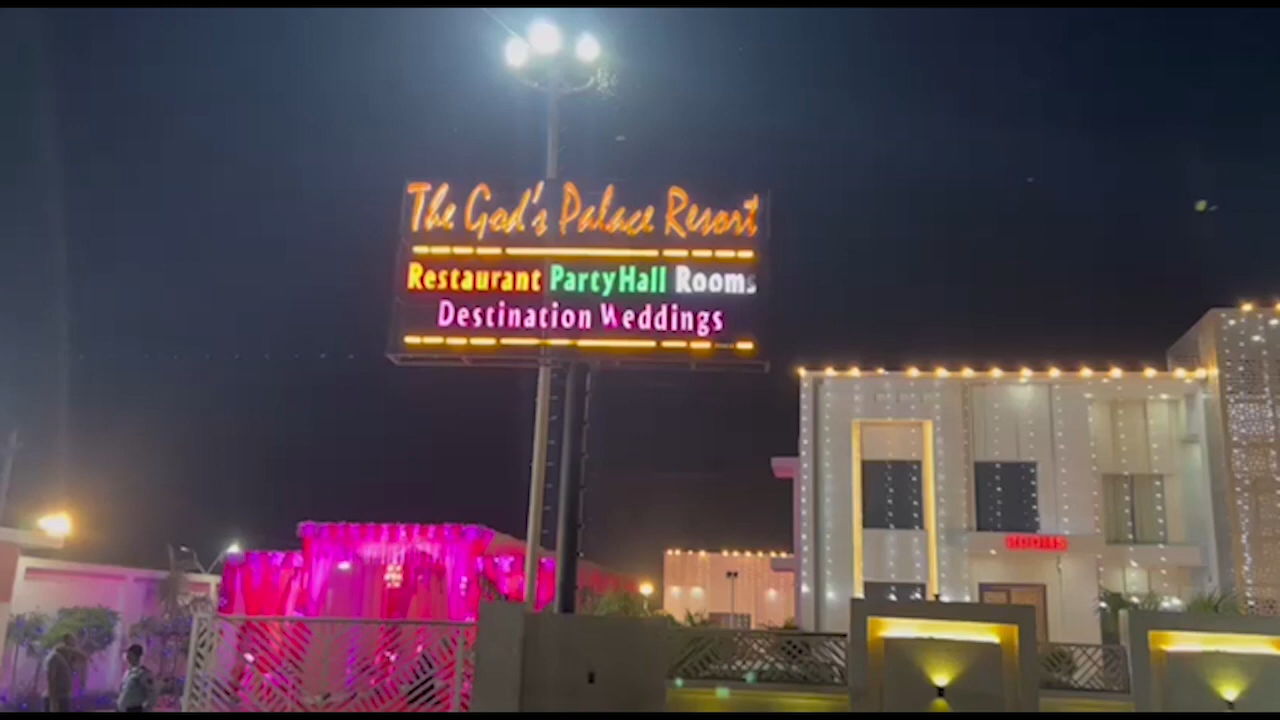 The God's Palace Resort
Restaurant PartyHall Rooms
Destination Weddings